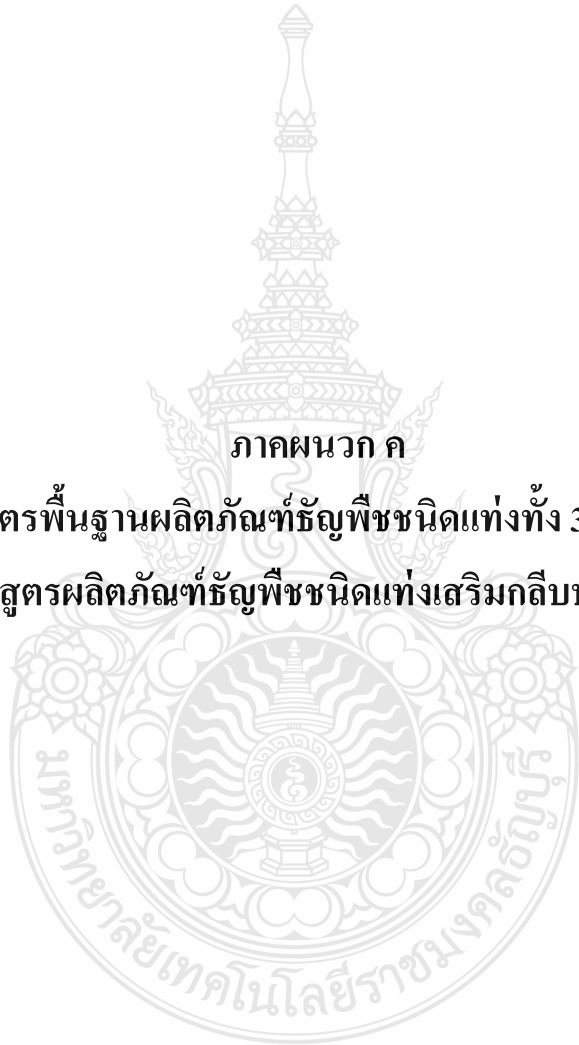 ภาคผนวก ค
ตรพื้นฐานผลิตภัณฑ์ธัญพืชชนิดแท่งทั้ง 3
สูตรผลิตภัณฑ์ธัญพืชชนิดแท่งเสริมกลีบ
มหาวิทยาลัยเทคโนโลยีราชมงคลธัญบุรี